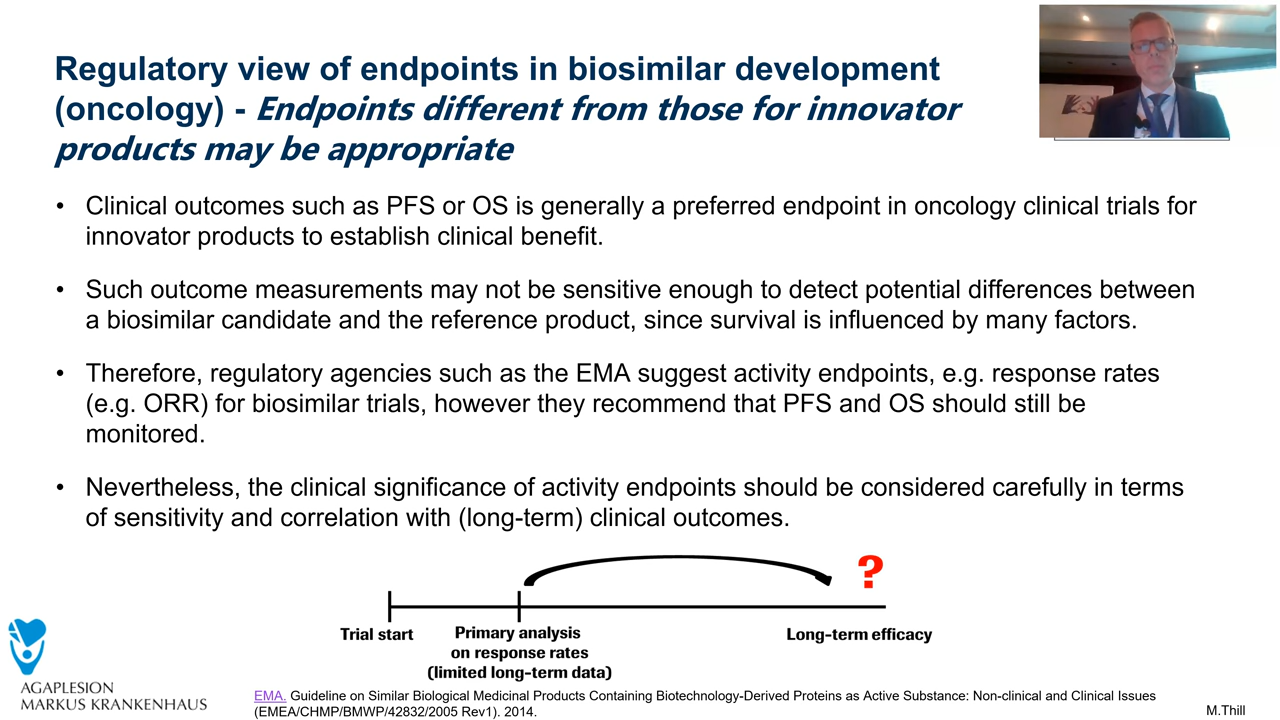 Regulatory view of endpoints in biosimilar development
(oncology) - Endpoints different from those for innovator
products may be appropriate
• Clinical outcomes such as PFS or OS is generally a preferred endpoint in oncology clinical trials for
innovator products to establish clinical benefit.
• Such outcome measurements may not be sensitive enough to detect potential differences between
a biosimilar candidate and the reference product, since survival is influenced by many factors.
• Therefore, regulatory agencies such as the EMA suggest activity endpoints, e.g. response rates
(e.g. ORR) for biosimilar trials, however they recommend that PFS and OS should still be
monitored.
• Nevertheless, the clinical significance of activity endpoints should be considered carefully in terms
of sensitivity and correlation with (long-term) clinical outcomes.
?
Trial start
Primary analysis
on response rates
(limited long-term data)
Long-term efficacy
AGAPLESION
MARKUS KRANKENHAUS
EMA. Guideline on Similar Biological Medicinal Products Containing Biotechnology-Derived Proteins as Active Substance: Non-clinical and Clinical Issues
(EMEA/CHMP/BMWP/42832/2005 Rev1). 2014.
M.Thill